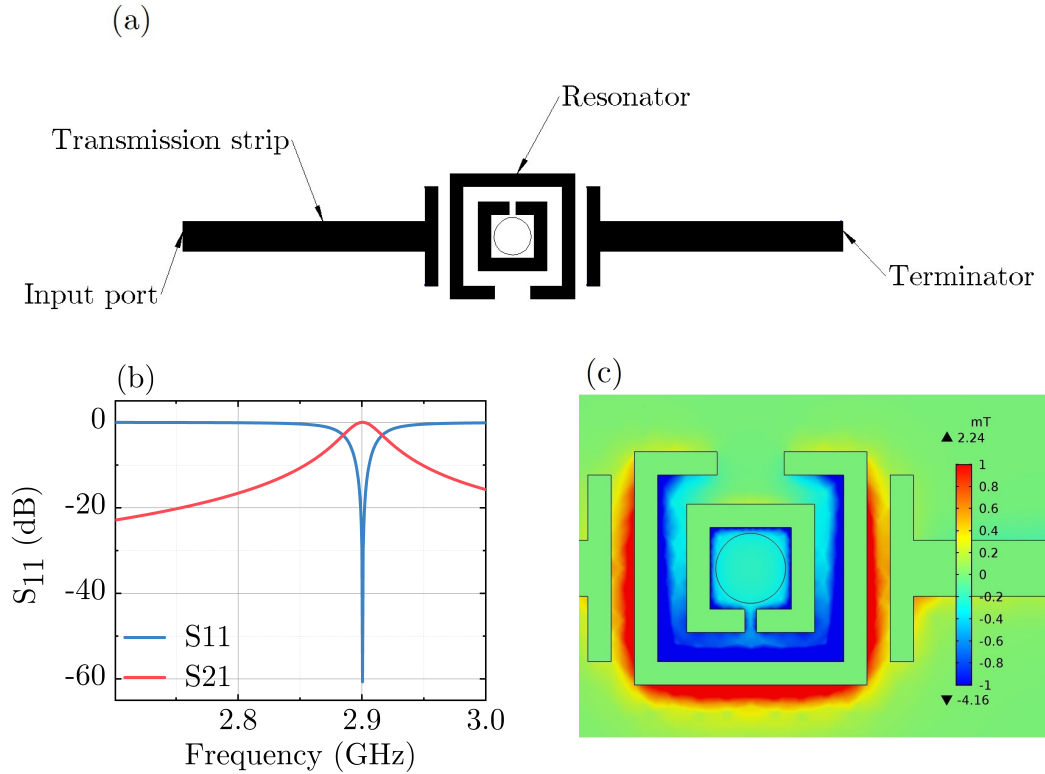 (a)
Resonator
Transmission strip
Input port
Terminator
(b)
0
-20
-40
-60
S11 (dB)
S11
S21
2.8 2.9 3.0
Frequency (GHz)
(c)
mT
▲ 2.24
1
0.8
0.6
0.4
0.2
0
-0.2
-0.4
-0.6
-0.8
-1
▼ -4.16